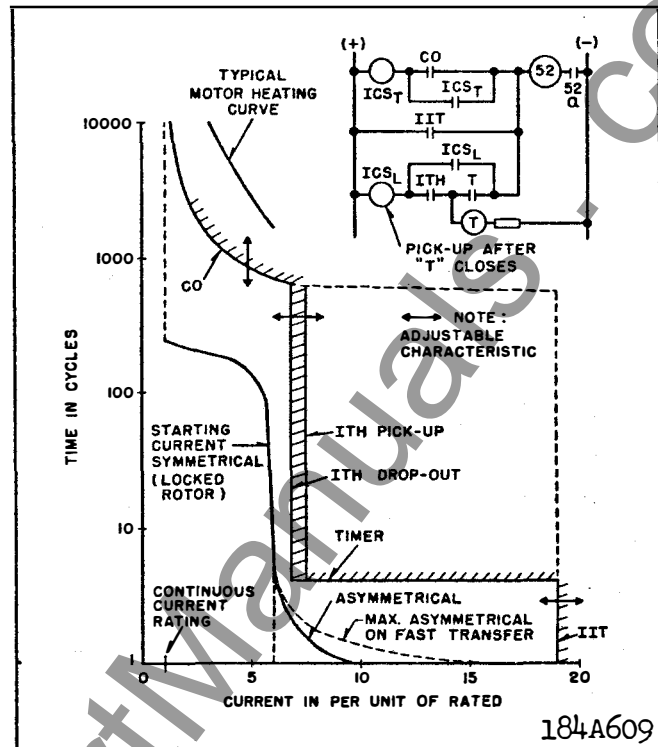 (+)
(-)
CO
52
TYPICAL
MOTOR HEATING
CURVE
ICST
ICST
52
a
IIT
10000
ICSL
ICSL
ITH
T
T
PICK-UP AFTER
"T" CLOSES
1000
CO
NOTE:
ADJUSTABLE
CHARACTERISTIC
TIME IN CYCLES
100
STARTING
CURRENT
SYMMETRICAL
(LOCKED
ROTOR)
ITH PICK-UP
ITH DROP-OUT
10
TIMER
CONTINUOUS
CURRENT
RATING
ASYMMETRICAL
MAX. ASYMMETRICAL
ON FAST TRANSFER
IIT
1
0
5
10
15
20
CURRENT IN PER UNIT OF RATED
184A609